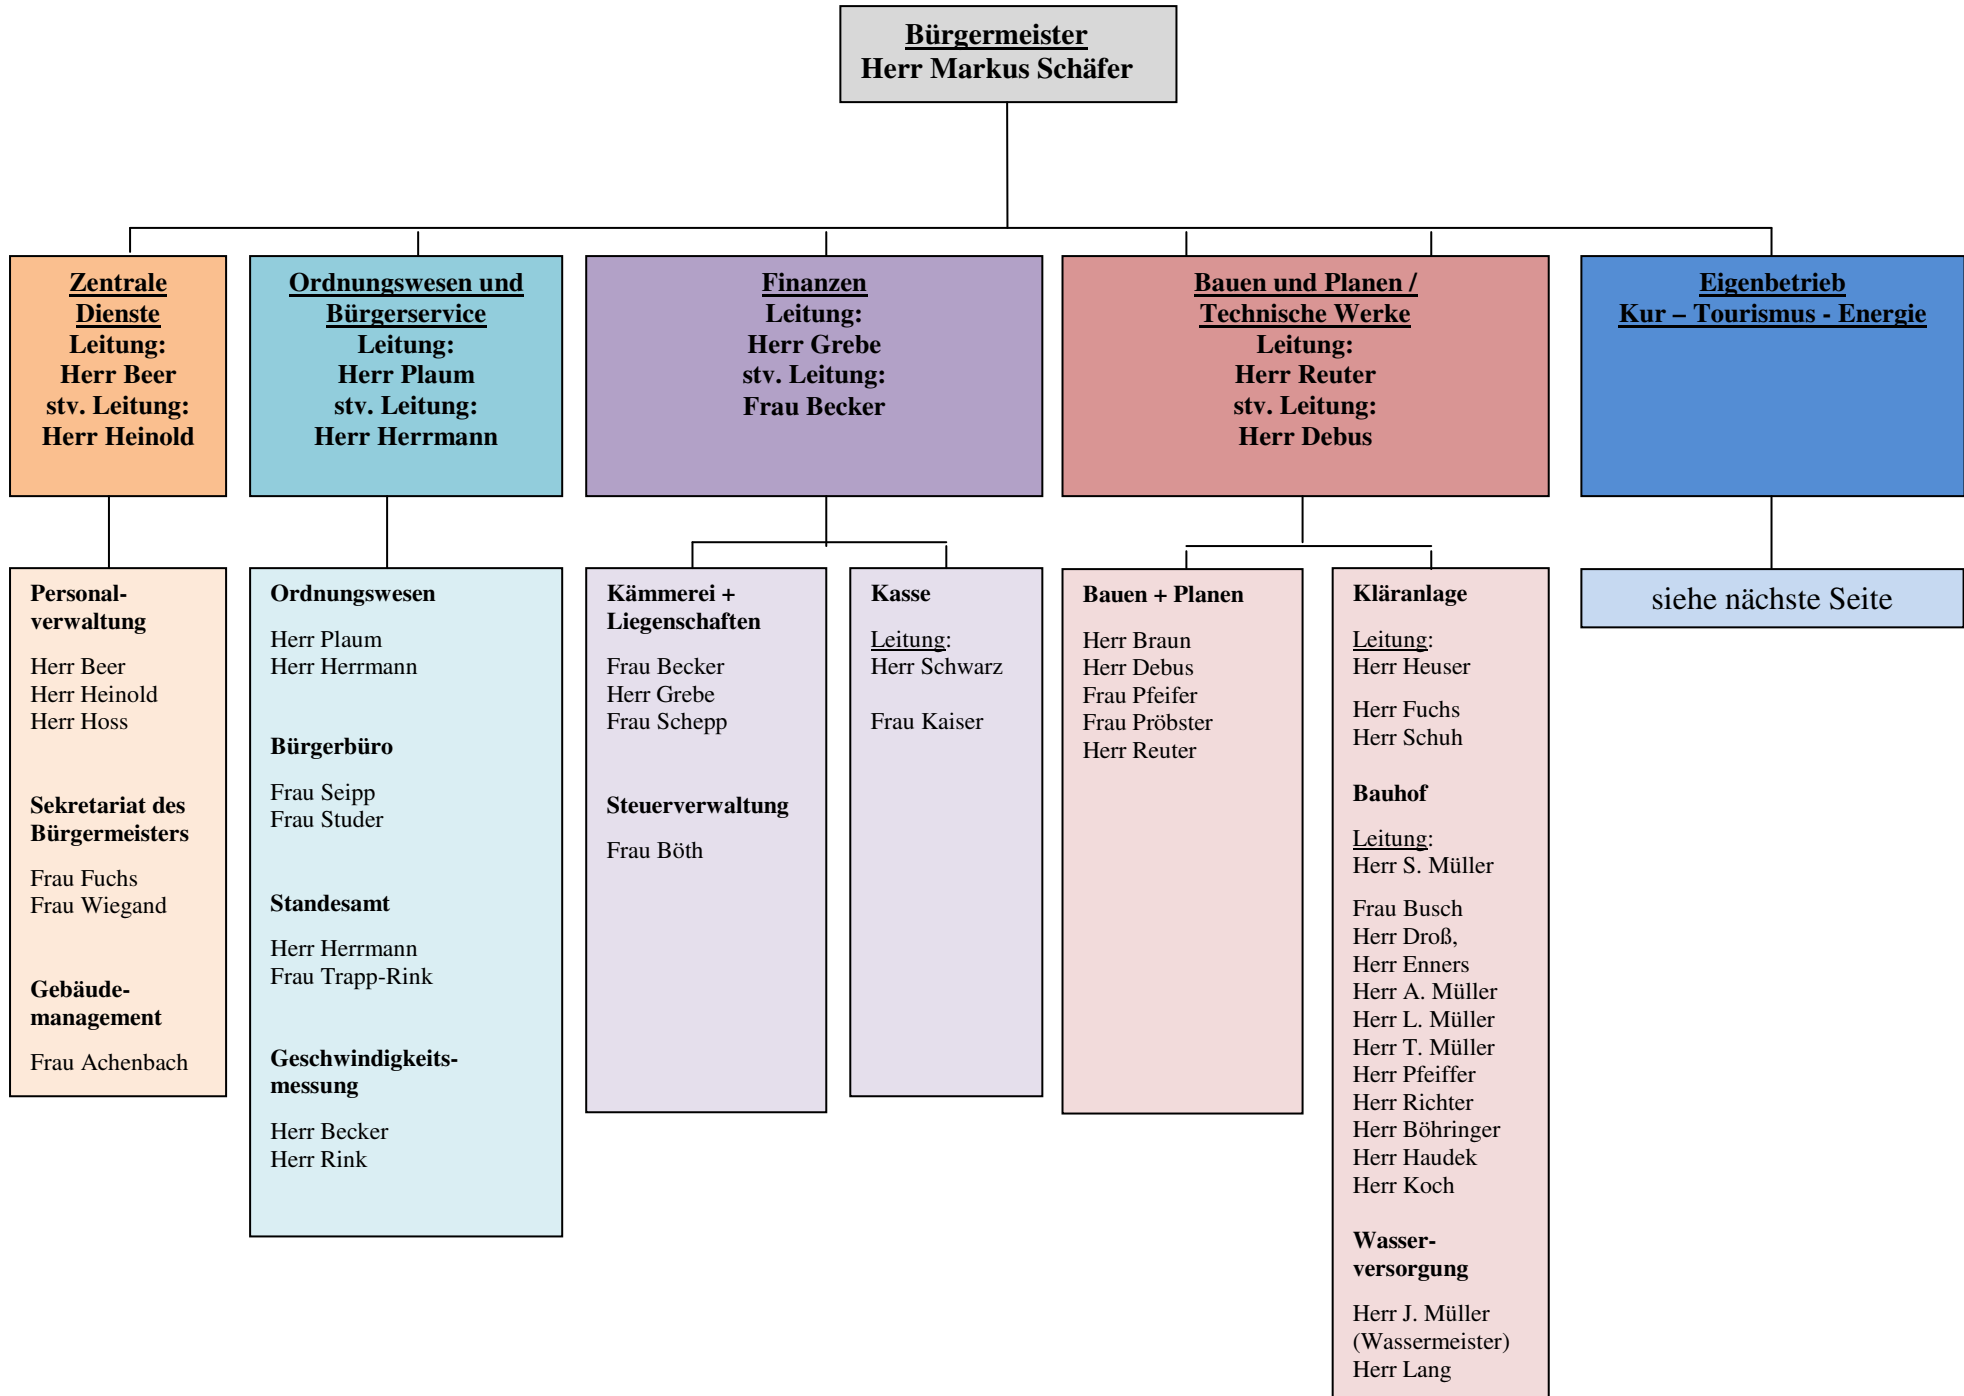 Bürgermeister
Herr Markus Schäfer
Zentrale
Dienste
Leitung:
Herr Beer
stv. Leitung:
Herr Heinold
Ordnungswesen und
Bürgerservice
Leitung:
Herr Plaum
stv. Leitung:
Herr Herrmann
Finanzen
Leitung:
Herr Grebe
stv. Leitung:
Frau Becker
Bauen und Planen /
Technische Werke
Leitung:
Herr Reuter
stv. Leitung:
Herr Debus
Eigenbetrieb
Kur – Tourismus - Energie
Personal-
verwaltung
Herr Beer
Herr Heinold
Herr Hoss
Sekretariat des
Bürgermeisters
Frau Fuchs
Frau Wiegand
Gebäude-
management
Frau Achenbach
Ordnungswesen
Herr Plaum
Herr Herrmann
Bürgerbüro
Frau Seipp
Frau Studer
Standesamt
Herr Herrmann
Frau Trapp-Rink
Geschwindigkeits-
messung
Herr Becker
Herr Rink
Kämmerei +
Liegenschaften
Frau Becker
Herr Grebe
Frau Schepp
Steuerverwaltung
Frau Böth
Kasse
Leitung:
Herr Schwarz
Frau Kaiser
Bauen + Planen
Herr Braun
Herr Debus
Frau Pfeifer
Frau Pröbster
Herr Reuter
Kläranlage
Leitung:
Herr Heuser
Herr Fuchs
Herr Schuh
Bauhof
Leitung:
Herr S. Müller
Frau Busch
Herr Droß,
Herr Enners
Herr A. Müller
Herr L. Müller
Herr T. Müller
Herr Pfeiffer
Herr Richter
Herr Böhringer
Herr Haudek
Herr Koch
Wasser-
versorgung
Herr J. Müller
(Wassermeister)
Herr Lang
siehe nächste Seite